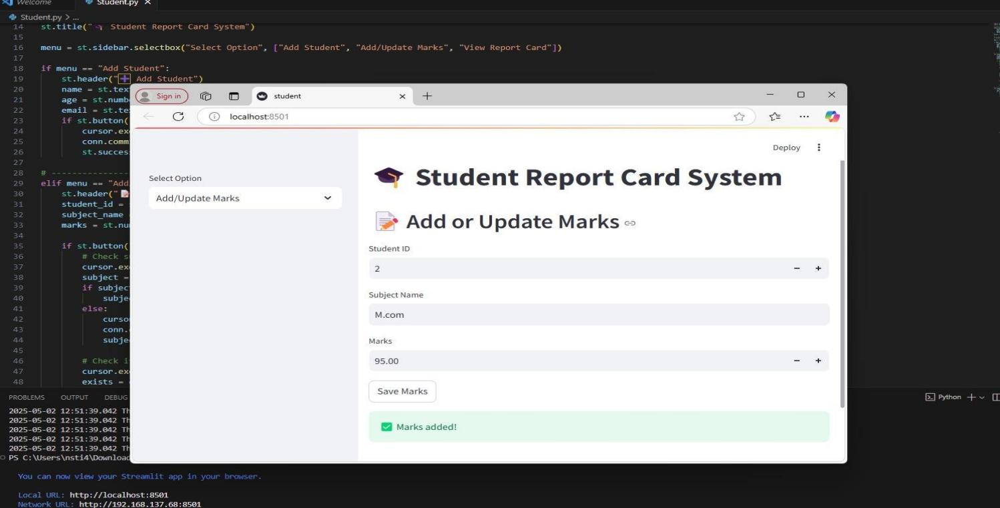 Welcome
Student.py
Student.py > ...
14 st.title("🎓 Student Report Card System")
15
16 menu = st.sidebar.selectbox("Select Option", ["Add Student", "Add/Update Marks", "View Report Card"])
17
18 if menu == "Add Student":
19 st.header("➕ Add Student")
20 name = st.tex
21 age = st.numb
22 email = st.te
23 if st.button(
24 cursor.ex
25 conn.comm
26 st.succes
27
28 # -----------------
29 elif menu == "Add
30 st.header("📝
31 student_id =
32 subject_name
33 marks = st.nu
34
35 if st.button(
36 # Check s
37 cursor.ex
38 subject =
39 if subjec
40 subje
41 else:
42 curso
43 conn.
44 subje
45
46 # Check i
47 cursor.ex
48 exists =
Sign in
student
localhost:8501
Deploy
Select Option
Add/Update Marks
🎓 Student Report Card System
📝 Add or Update Marks
Student ID
2
Subject Name
M.com
Marks
95.00
Save Marks
✅ Marks added!
PROBLEMS OUTPUT DEBUG
Python
2025-05-02 12:51:39.042 Th
2025-05-02 12:51:39.042 Th
2025-05-02 12:51:39.042 Th
2025-05-02 12:51:39.042 Th
2025-05-02 12:51:39.042 Th
PS C:\Users\nsti4\Download
You can now view your Streamlit app in your browser.
Local URL: http://localhost:8501
Network URL: http://192.168.137.68:8501